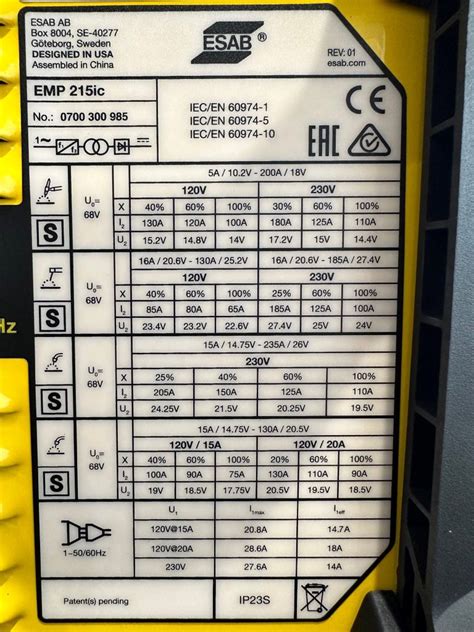 ESAB AB
Box 8004, SE-40277
Göteborg, Sweden
DESIGNED IN USA
Assembled in China
ESAB ®
REV: 01
esab.com
EMP 215ic
No.: 0700 300 985
IEC/EN 60974-1
IEC/EN 60974-5
IEC/EN 60974-10
CE
EAC
1~
5A / 10.2V - 200A / 18V
120V 230V
U₀= 68V
X 40% 60% 100% 40% 60% 100%
I₂ 130A 120A 100A 180A 125A 110A
U₂ 15.2V 14.8V 14V 17.2V 15V 14.4V
S
16A / 20.6V - 130A / 25.2V 16A / 20.6V - 185A / 27.4V
120V 230V
U₀= 68V
X 40% 60% 100% 25% 60% 100%
I₂ 85A 80A 65A 185A 125A 100A
U₂ 23.4V 23.2V 22.6V 27.4V 25V 24V
S
15A / 14.75V - 235A / 26V
230V
U₀= 68V
X 25% 40% 60% 100%
I₂ 205A 150A 125A 110A
U₂ 24.25V 21.5V 20.25V 19.5V
S
15A / 14.75V - 130A / 20.5V
120V / 15A 120V / 20A
U₀= 68V
X 40% 60% 100% 20% 60% 100%
I₂ 100A 90A 75A 130A 110A 90A
U₂ 19V 18.5V 17.75V 20.5V 19.5V 18.5V
S
U₁ I₁max I₁eff
120V@15A 20.8A 14.7A
120V@20A 28.6A 18A
230V 27.6A 14A
1~50/60Hz
Patent(s) pending
IP23S
Hz